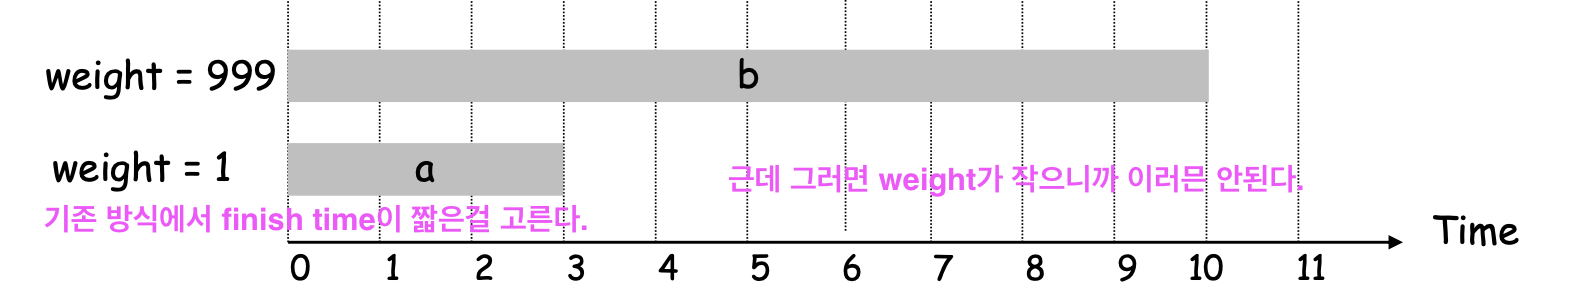 weight = 999
b
weight = 1
a
근데 그러면 weight가 작으니까 이러믄 안된다.
기존 방식에서 finish time이 짧은걸 고른다.
Time
0 1 2 3 4 5 6 7 8 9 10 11